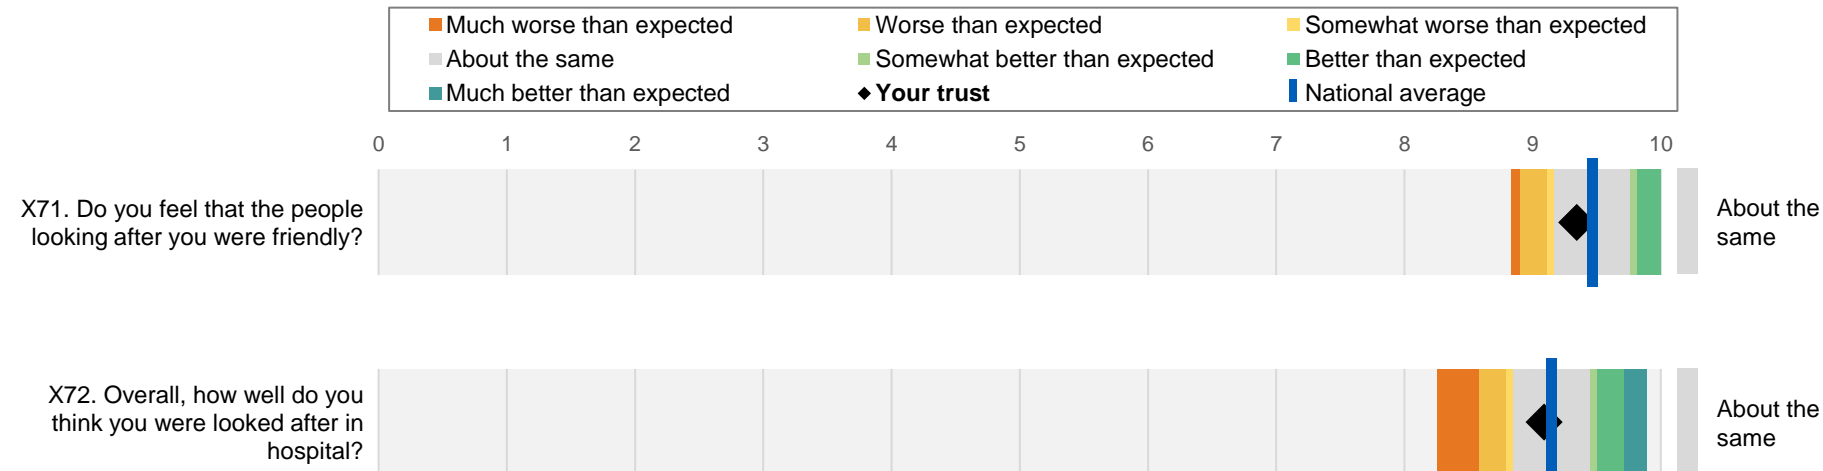 Much worse than expected
Worse than expected
Somewhat worse than expected
About the same
Somewhat better than expected
Better than expected
Much better than expected
Your trust
National average
0 1 2 3 4 5 6 7 8 9 10
X71. Do you feel that the people
looking after you were friendly?
About the
same
X72. Overall, how well do you
think you were looked after in
hospital?
About the
same